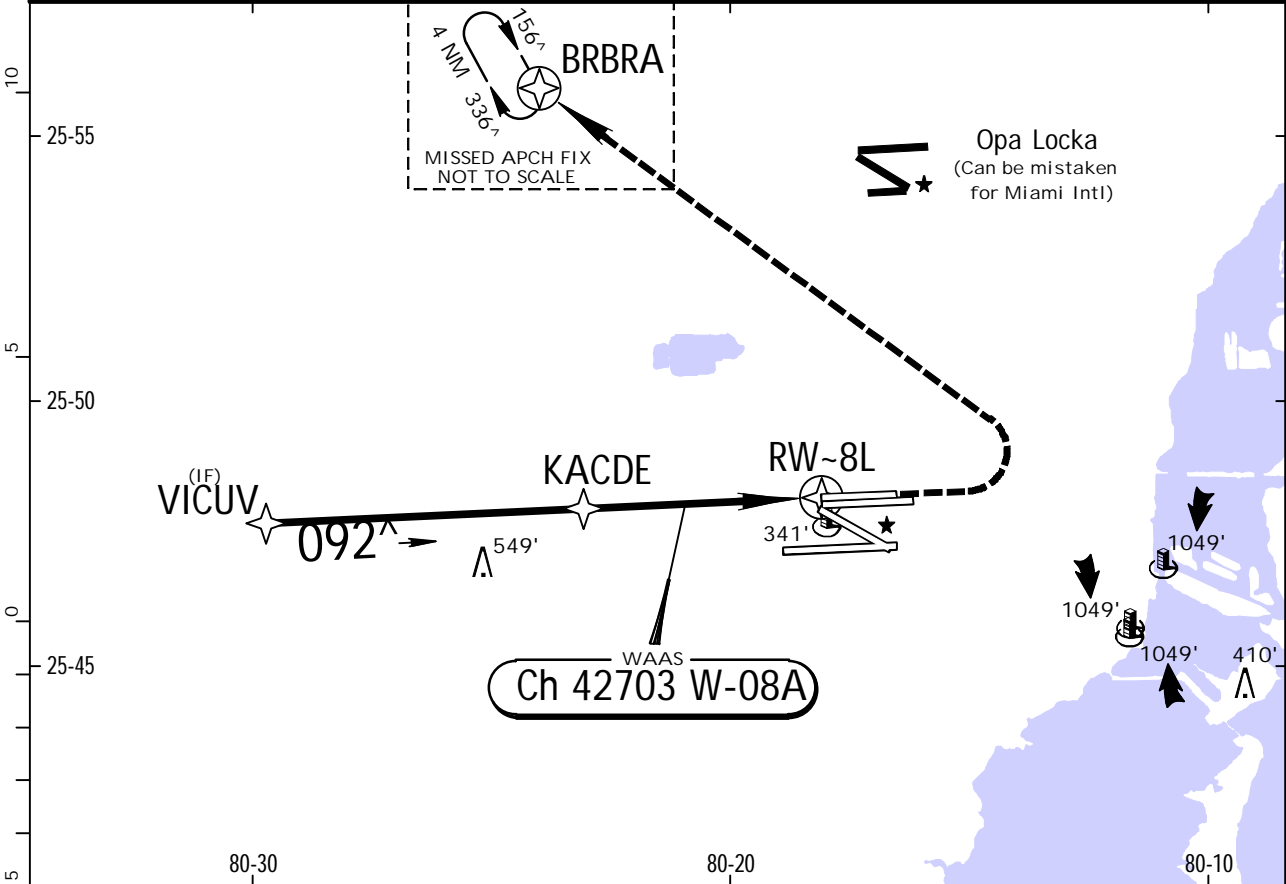 156^
4 NM
336^
BRBRA
MISSED APCH FIX
NOT TO SCALE
Opa Locka
(Can be mistaken
for Miami Intl)
10
25-55
5
25-50
(IF)
VICUV
KACDE
RW~8L
092^
549'
341'
1049'
1049'
1049'
410'
0
25-45
WAAS
Ch 42703 W-08A
5
80-30
80-20
80-10